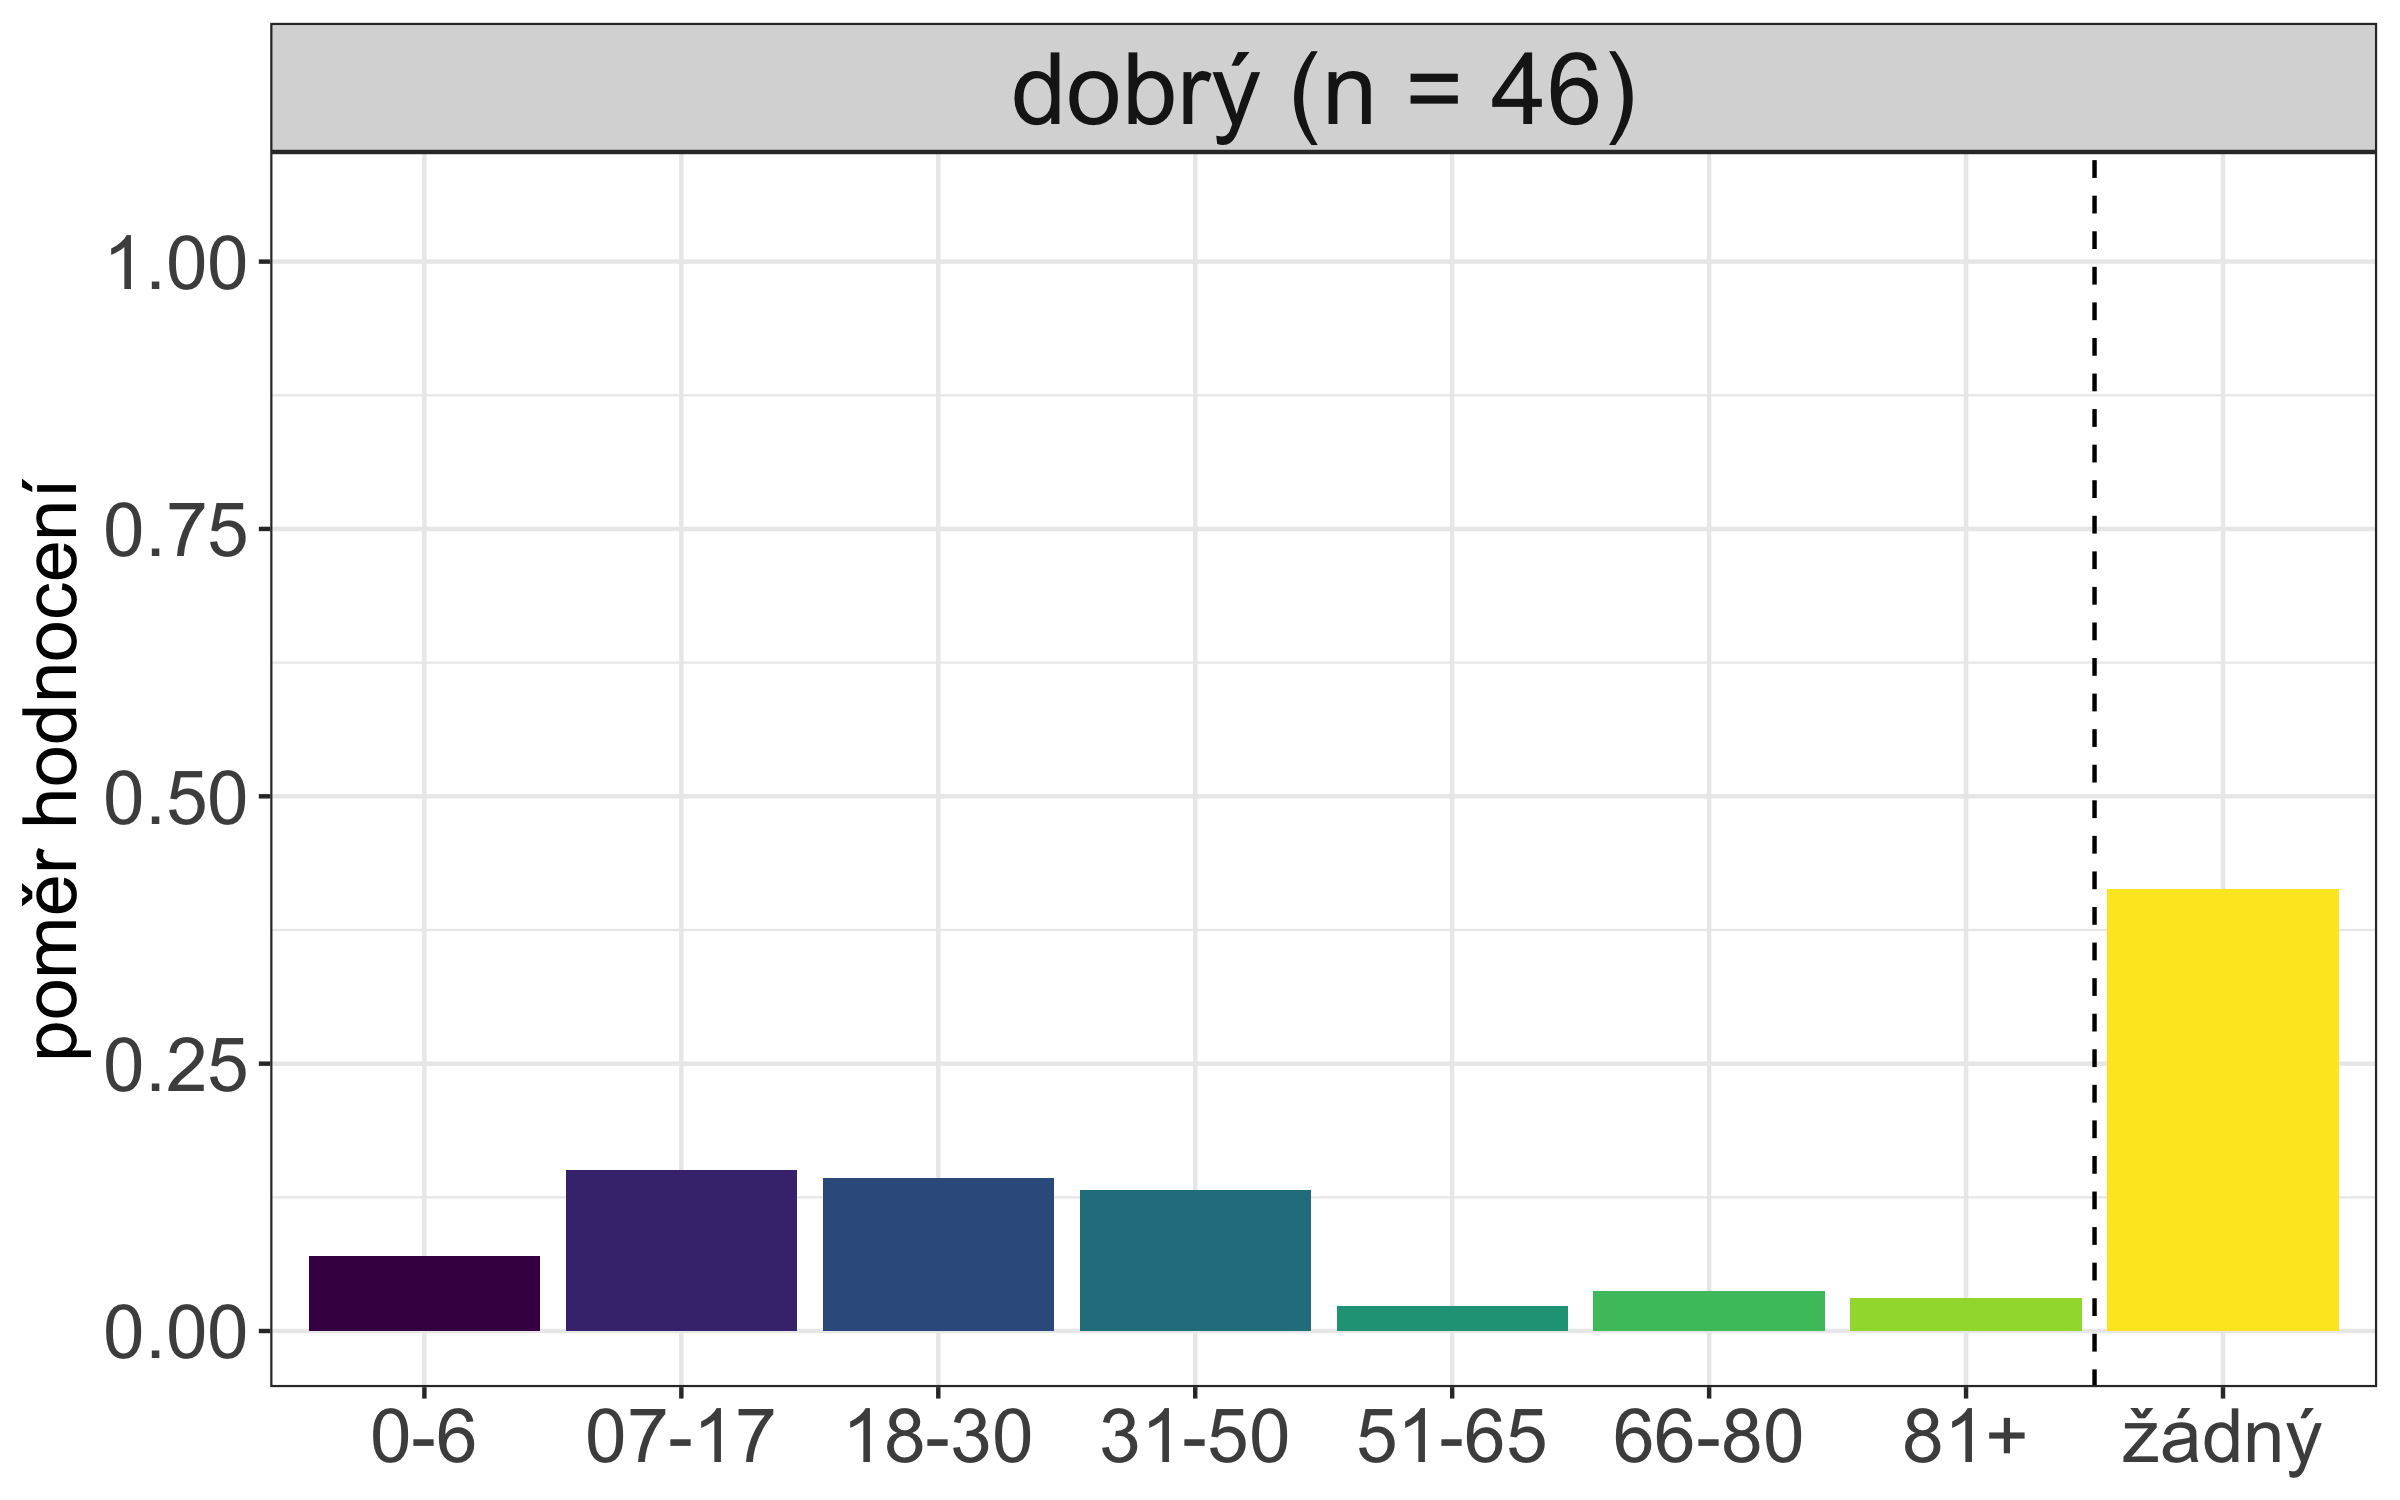 dobrý (n = 46)
poměr hodnocení
1.00
0.75
0.50
0.25
0.00
0-6 07-17 18-30 31-50 51-65 66-80 81+ žádný